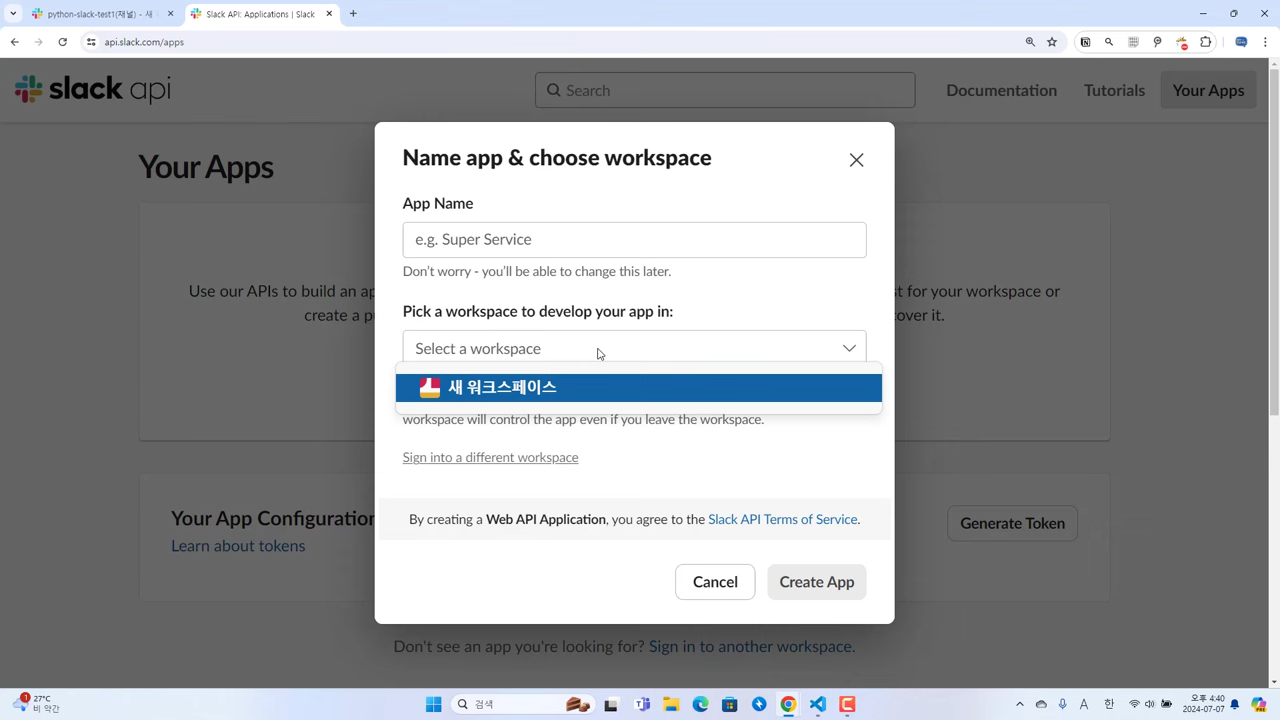 python-slack-test1(채널) - 새
Slack API: Applications | Slack
api.slack.com/apps
slack api
Search
Documentation
Tutorials
Your Apps
Your Apps
Name app & choose workspace
App Name
e.g. Super Service
Don't worry - you'll be able to change this later.
Use our APIs to build an ap
t for your workspace or
create a p
cover it.
Pick a workspace to develop your app in:
Select a workspace
새 워크스페이스
workspace will control the app even if you leave the workspace.
Sign into a different workspace
Your App Configuration
Learn about tokens
Generate Token
By creating a Web API Application, you agree to the Slack API Terms of Service.
Cancel
Create App
Don't see an app you're looking for? Sign in to another workspace.
1
27°C
비 약간
검색
A
한
오후 4:40
2024-07-07